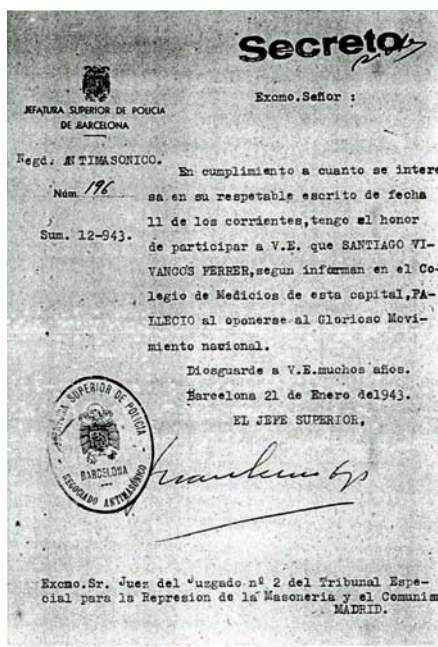 Secreto
JEFATURA SUPERIOR DE POLICIA
DE BARCELONA
Excmo.Señor :
Negd. ANTIMASONICO.
Núm. 196
Sum. 12-943.
En cumplimiento a cuanto se intere
sa en su respetable escrito de fecha
11 de los corrientes,tengo el honor
de participar a V.E. que SANTIAGO VI-
VANCOS FERRER,segun informan en el Co-
legio de Medicios de esta capital,FA-
LLECIO al oponerse al Glorioso Movi-
miento nacional.
Diosguarde a V.E.muchos años.
Barcelona 21 de Enero de1943.
EL JEFE SUPERIOR,
JEFATURA SUPERIOR DE POLICIA
BARCELONA
NEGOCIADO ANTIMASÓNICO
Excmo.Sr. Juez del Juzgado nº 2 del Tribunal Espe-
cial para la Represion de la Masoneria y el Comunism
MADRID.